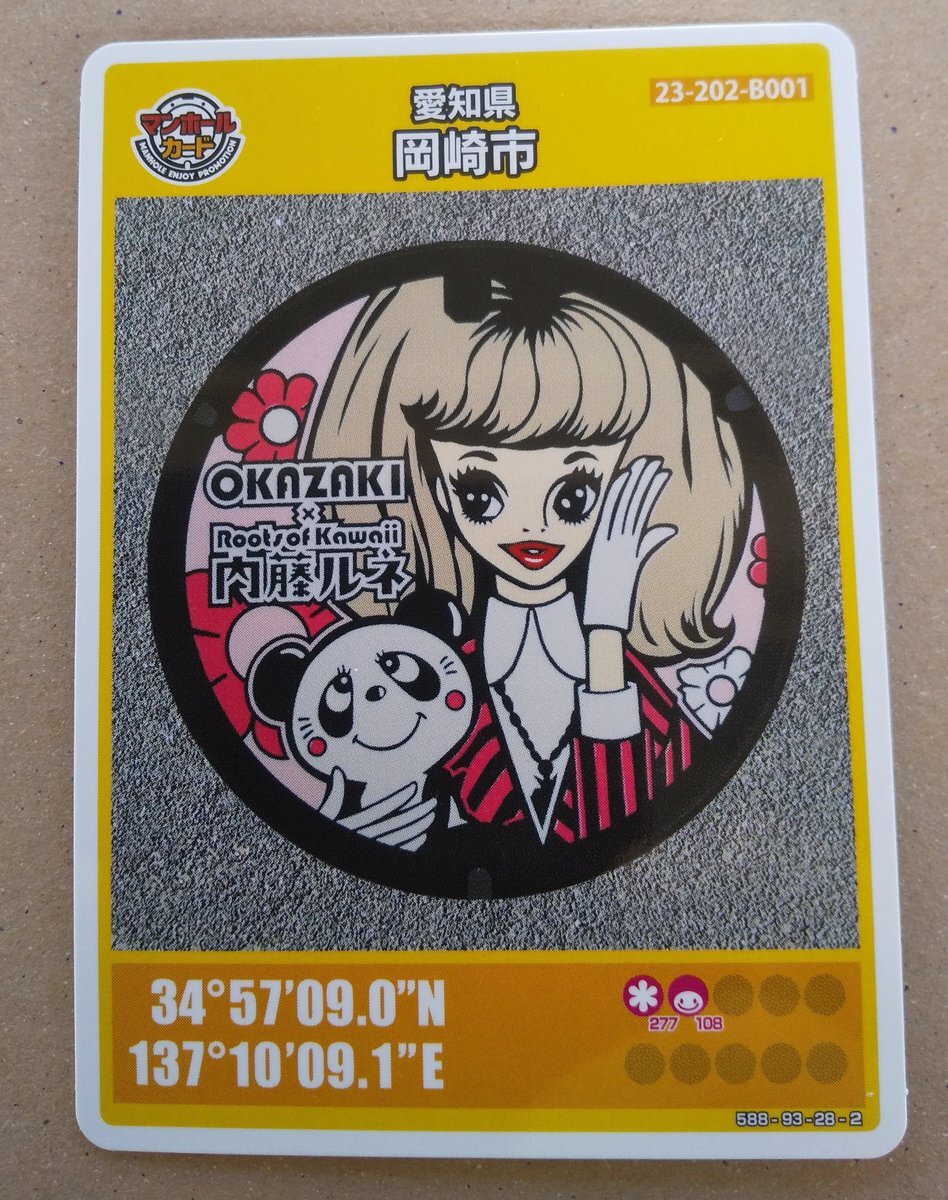 マンホール
カード
MANHOLE ENJOY PROMOTION
愛知県
岡崎市
23-202-B001
OKAZAKI
×
Roots of Kawaii
内藤ルネ
34°57'09.0"N
137°10'09.1"E
277 108
588-93-28-2